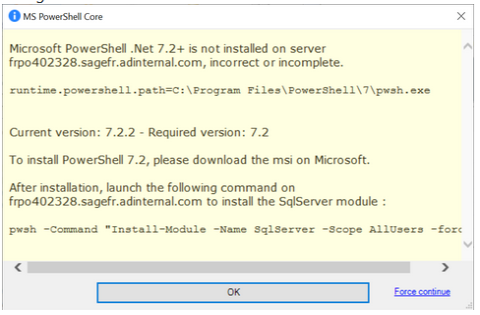 MS PowerShell Core
Microsoft PowerShell .Net 7.2+ is not installed on server
frpo402328.sagefr.adinternal.com, incorrect or incomplete.
runtime.powershell.path=C:\Program Files\PowerShell\7\pwsh.exe
Current version: 7.2.2 - Required version: 7.2
To install PowerShell 7.2, please download the msi on Microsoft.
After installation, launch the following command on
frpo402328.sagefr.adinternal.com to install the SqlServer module :
pwsh -Command "Install-Module -Name SqlServer -Scope AllUsers -forc
OK
Force continue